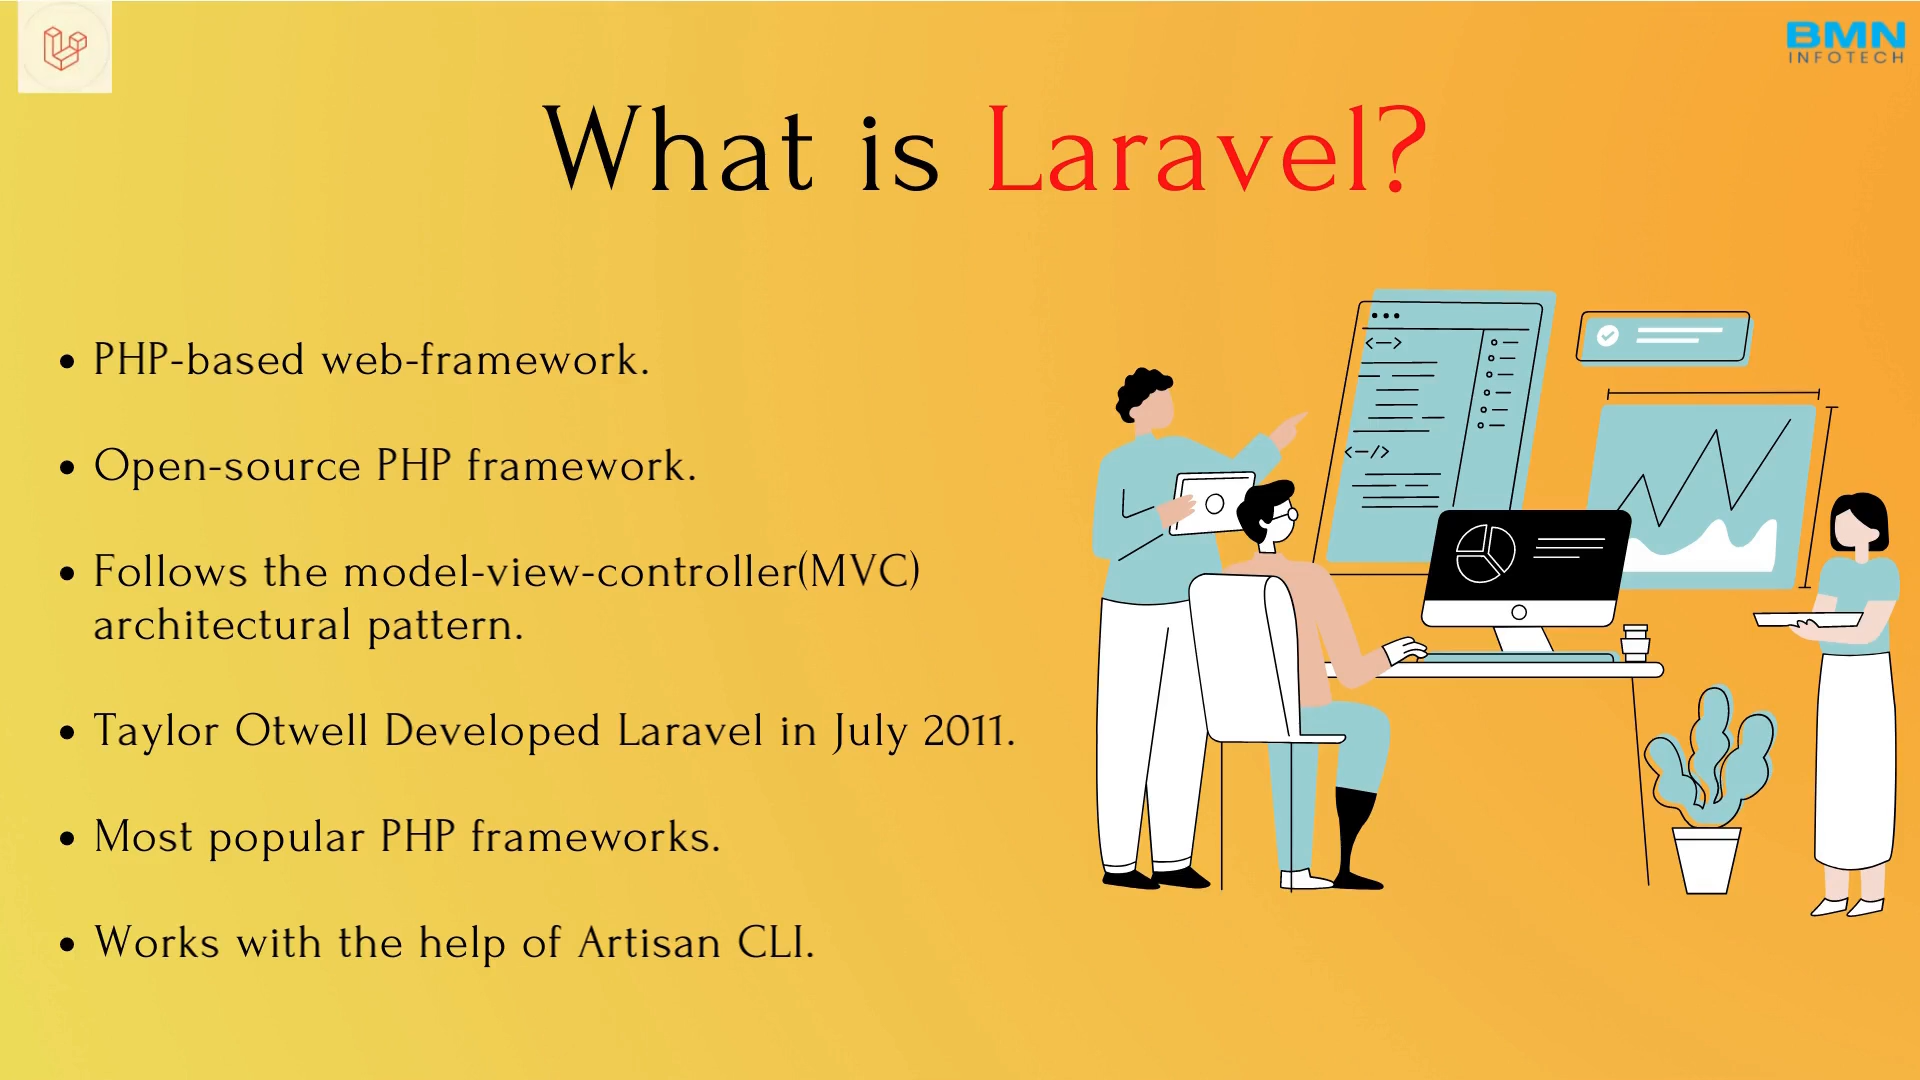 BMN
INFOTECH
What is Laravel?
• PHP-based web-framework.
• Open-source PHP framework.
• Follows the model-view-controller(MVC)
architectural pattern.
• Taylor Otwell Developed Laravel in July 2011.
• Most popular PHP frameworks.
• Works with the help of Artisan CLI.